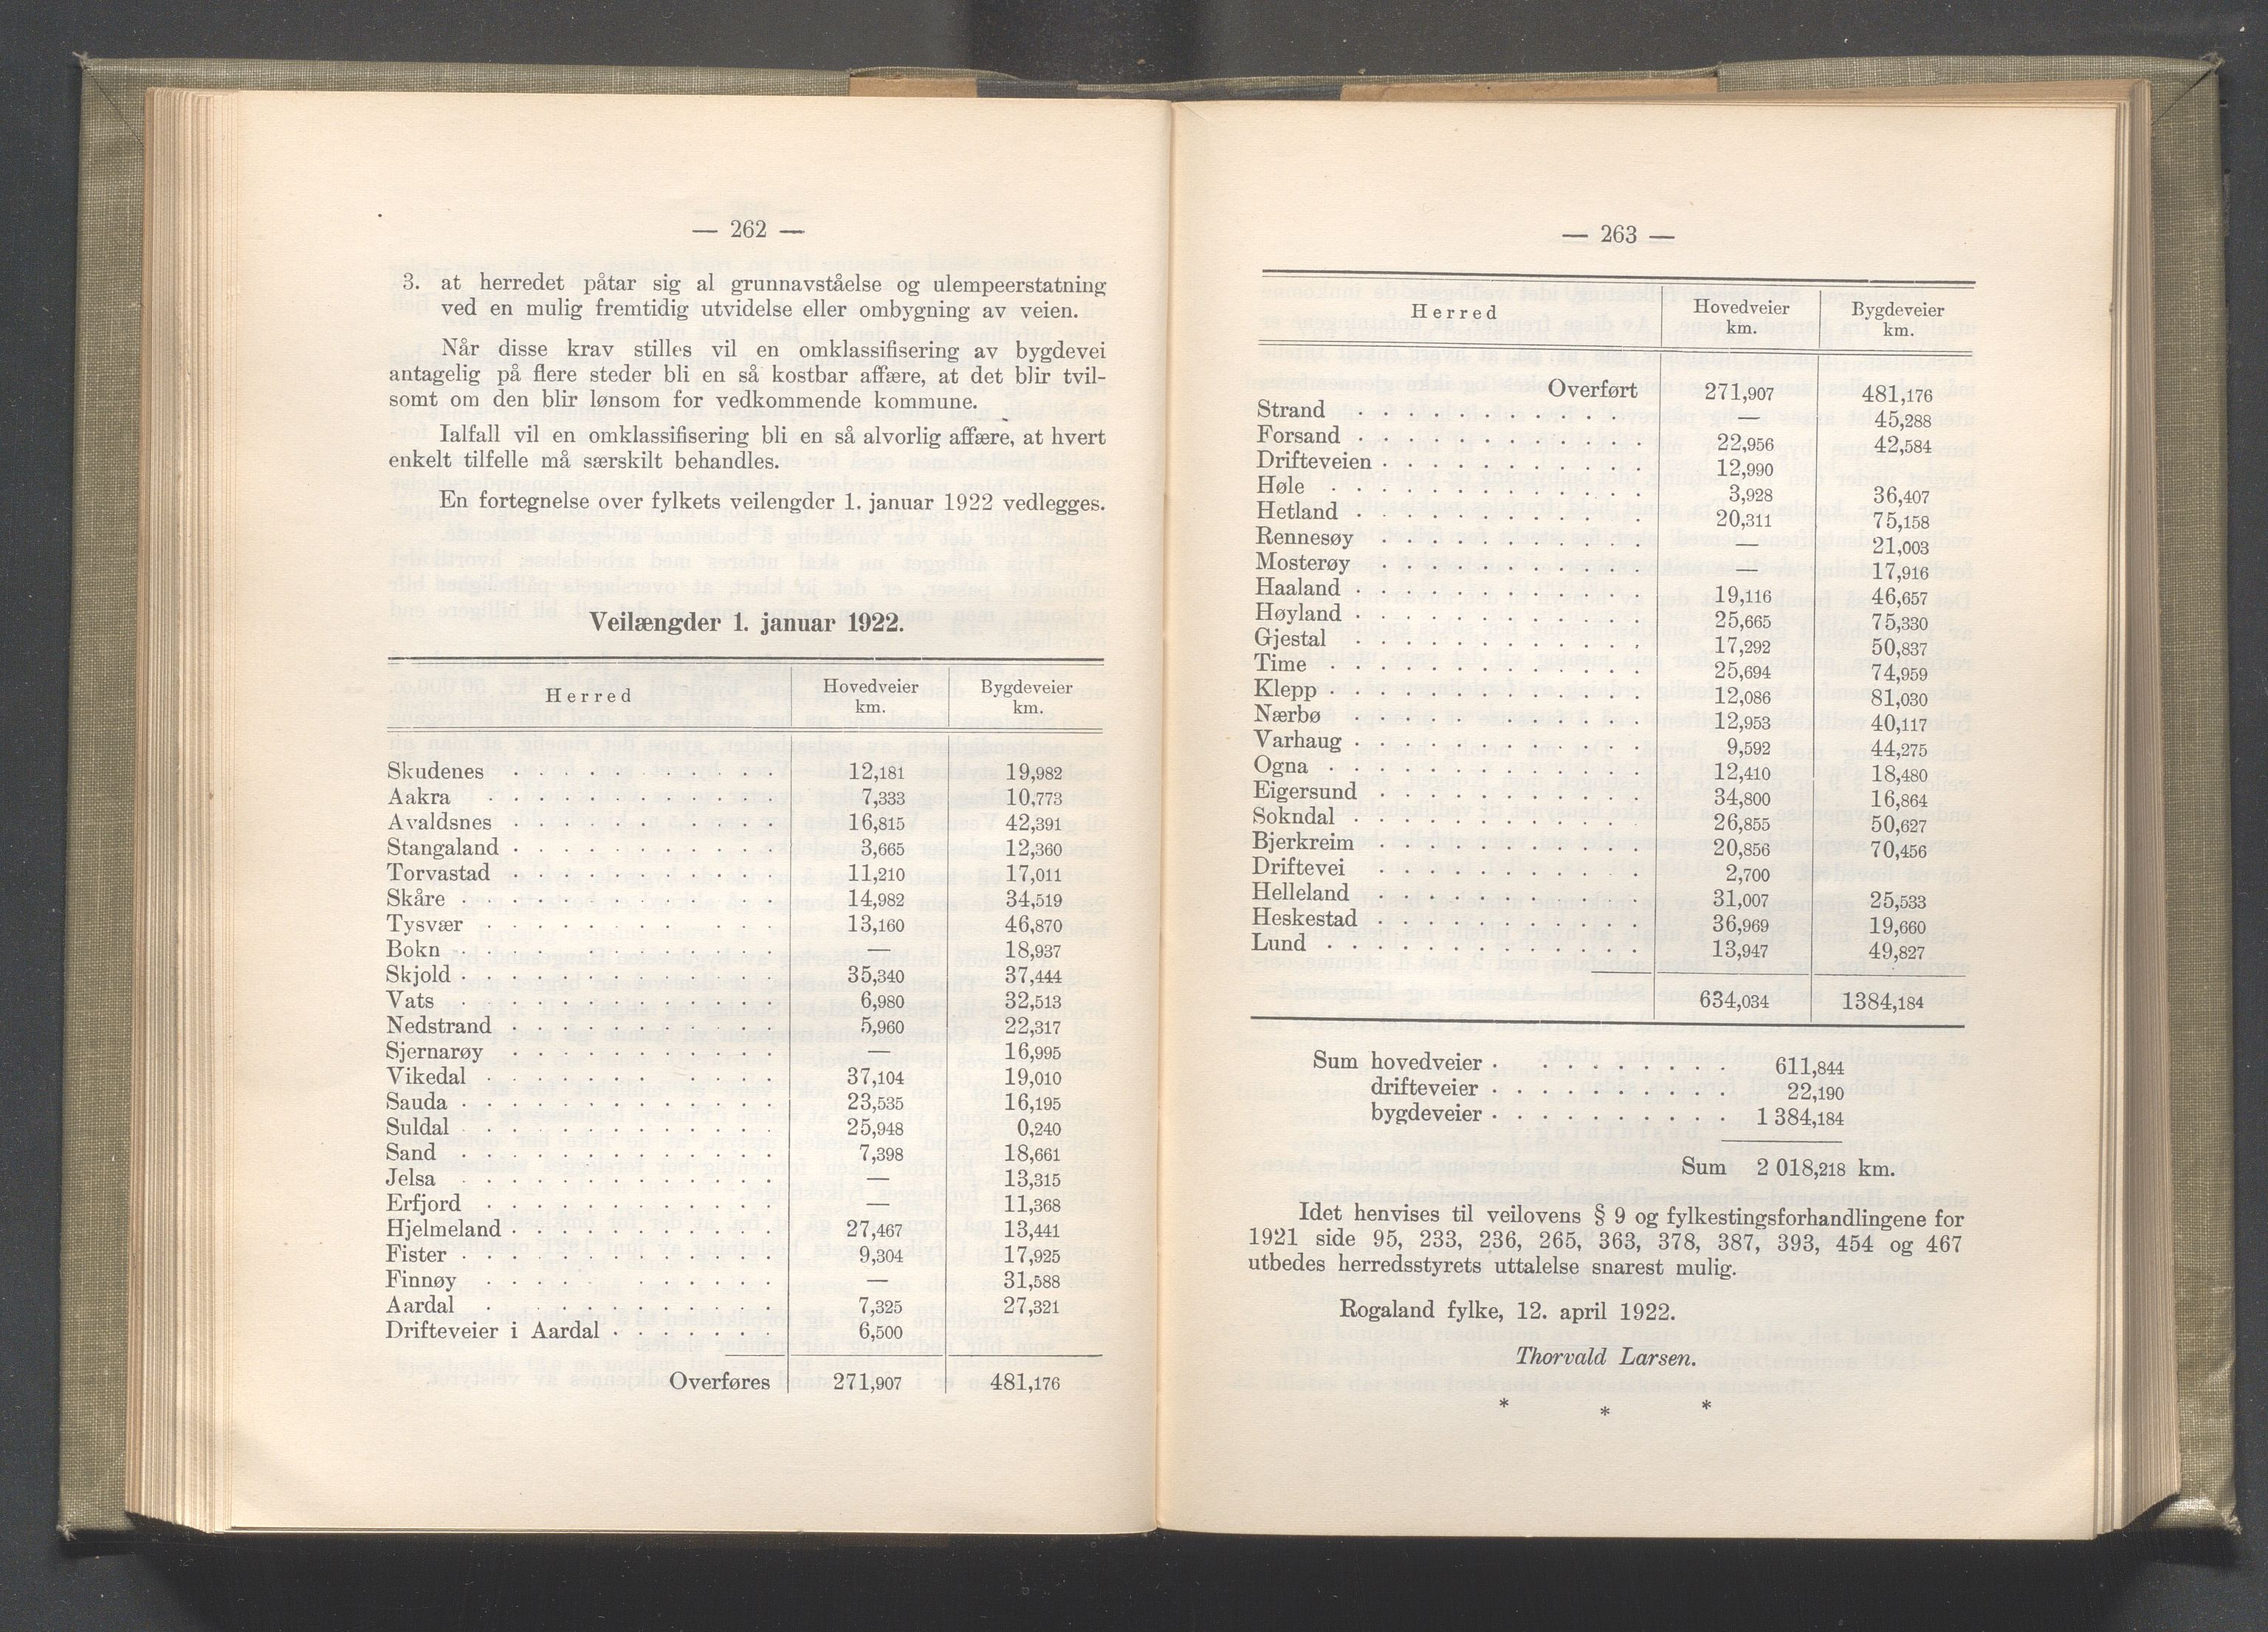 — 262 —
3. at herredet påtar sig al grunnavståelse og ulempeerstatning
ved en mulig fremtidig utvidelse eller ombygning av veien.
Når disse krav stilles vil en omklassifisering av bygdevei
antagelig på flere steder bli en så kostbar affære, at det blir tvil-
somt om den blir lønsom for vedkommende kommune.
Ialfall vil en omklassifisering bli en så alvorlig affære, at hvert
enkelt tilfelle må særskilt behandles.
En fortegnelse over fylkets veilengder 1. januar 1922 vedlegges.
Veilængder 1. januar 1922.
Herred Hovedveier km. Bygdeveier km.
Skudenes 12,181 19,982
Aakra 7,333 10,773
Avaldsnes 16,815 42,391
Stangaland 3,665 12,360
Torvastad 11,210 17,011
Skåre 14,982 34,519
Tysvær 13,160 46,870
Bokn — 18,937
Skjold 35,340 37,444
Vats 6,980 32,513
Nedstrand 5,960 22,317
Sjernarøy — 16,995
Vikedal 37,104 19,010
Sauda 23,535 16,195
Suldal 25,948 0,240
Sand 7,398 18,661
Jelsa — 13,315
Erfjord — 11,368
Hjelmeland 27,467 13,441
Fister 9,304 17,925
Finnøy — 31,588
Aardal 7,325 27,321
Drifteveier i Aardal 6,500
Overføres 271,907 481,176
— 263 —
Herred Hovedveier km. Bygdeveier km.
Overført 271,907 481,176
Strand — 45,288
Forsand 22,956 42,584
Drifteveien 12,990
Høle 3,928 36,407
Hetland 20,311 75,158
Rennesøy — 21,003
Mosterøy — 17,916
Haaland 19,116 46,657
Høyland 25,665 75,330
Gjestal 17,292 50,837
Time 25,694 74,959
Klepp 12,086 81,030
Nærbø 12,953 40,117
Varhaug 9,592 44,275
Ogna 12,410 18,480
Eigersund 34,800 16,864
Sokndal 26,855 50,627
Bjerkreim 20,856 70,456
Driftevei 2,700
Helleland 31,007 25,533
Heskestad 36,969 19,660
Lund 13,947 49,827
634,034 1384,184
Sum hovedveier 611,844
drifteveier 22,190
bygdeveier 1 384,184
Sum 2 018,218 km.
Idet henvises til veilovens § 9 og fylkestingsforhandlingene for
1921 side 95, 233, 236, 265, 363, 378, 387, 393, 454 og 467
utbedes herredsstyrets uttalelse snarest mulig.
Rogaland fylke, 12. april 1922.
Thorvald Larsen.
* * *